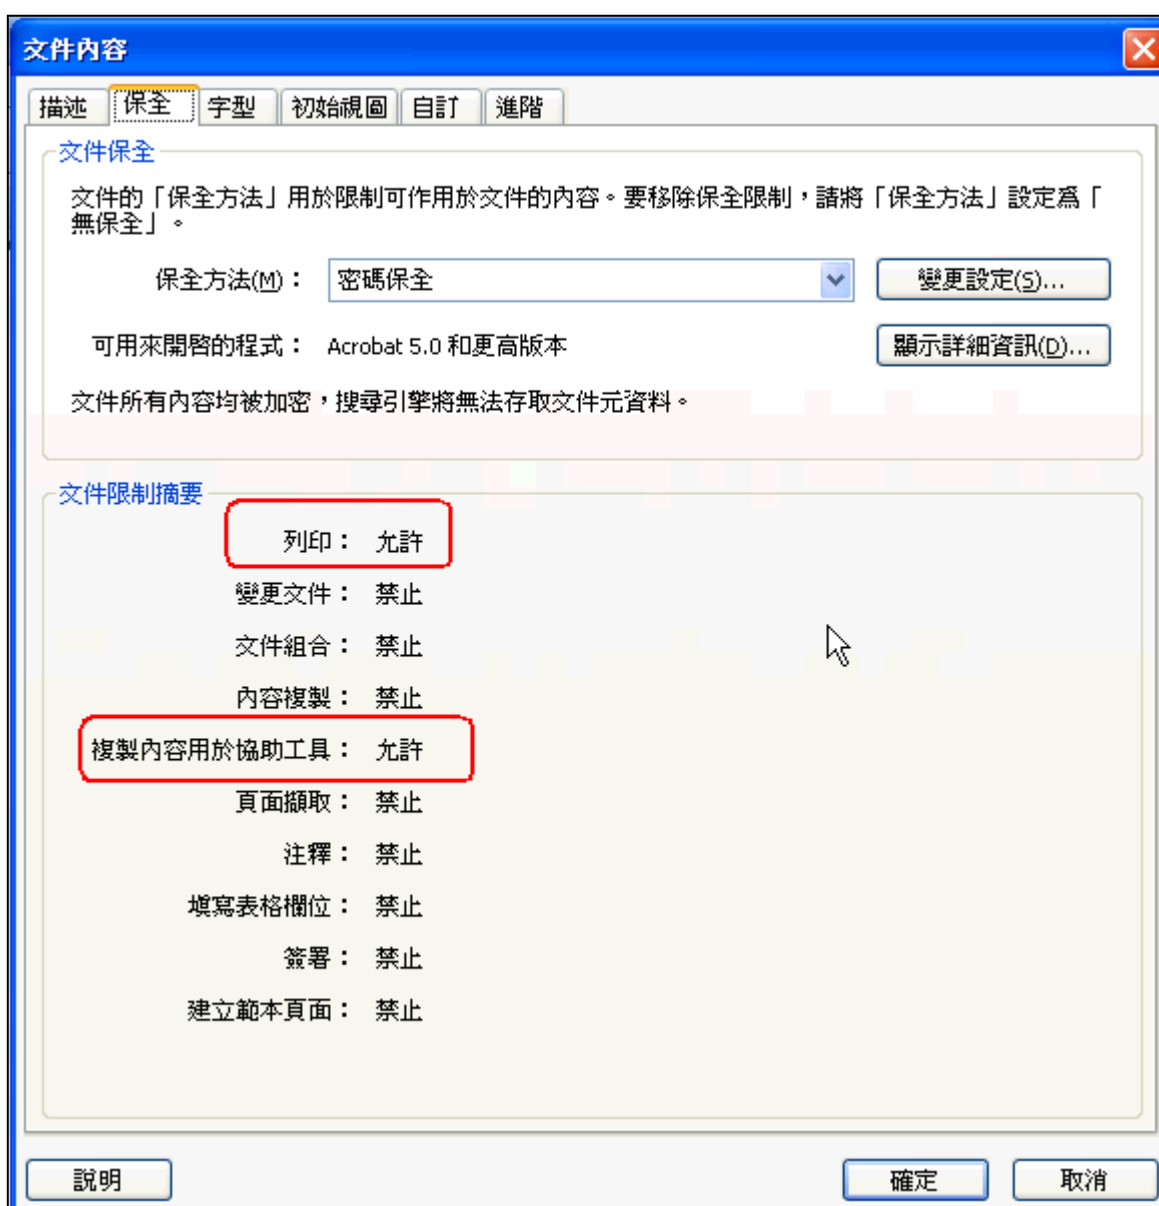 文件內容
描述 保全 字型 初始視圖 自訂 進階
文件保全
文件的「保全方法」用於限制可作用於文件的內容。要移除保全限制，請將「保全方法」設定為「
無保全」。
保全方法(M)： 密碼保全 變更設定(S)...
可用來開啓的程式： Acrobat 5.0 和更高版本 顯示詳細資訊(D)...
文件所有內容均被加密，搜尋引擎將無法存取文件元資料。
文件限制摘要
列印： 允許
變更文件： 禁止
文件組合： 禁止
內容複製： 禁止
複製內容用於協助工具： 允許
頁面擷取： 禁止
注釋： 禁止
填寫表格欄位： 禁止
簽署： 禁止
建立範本頁面： 禁止
說明 確定 取消